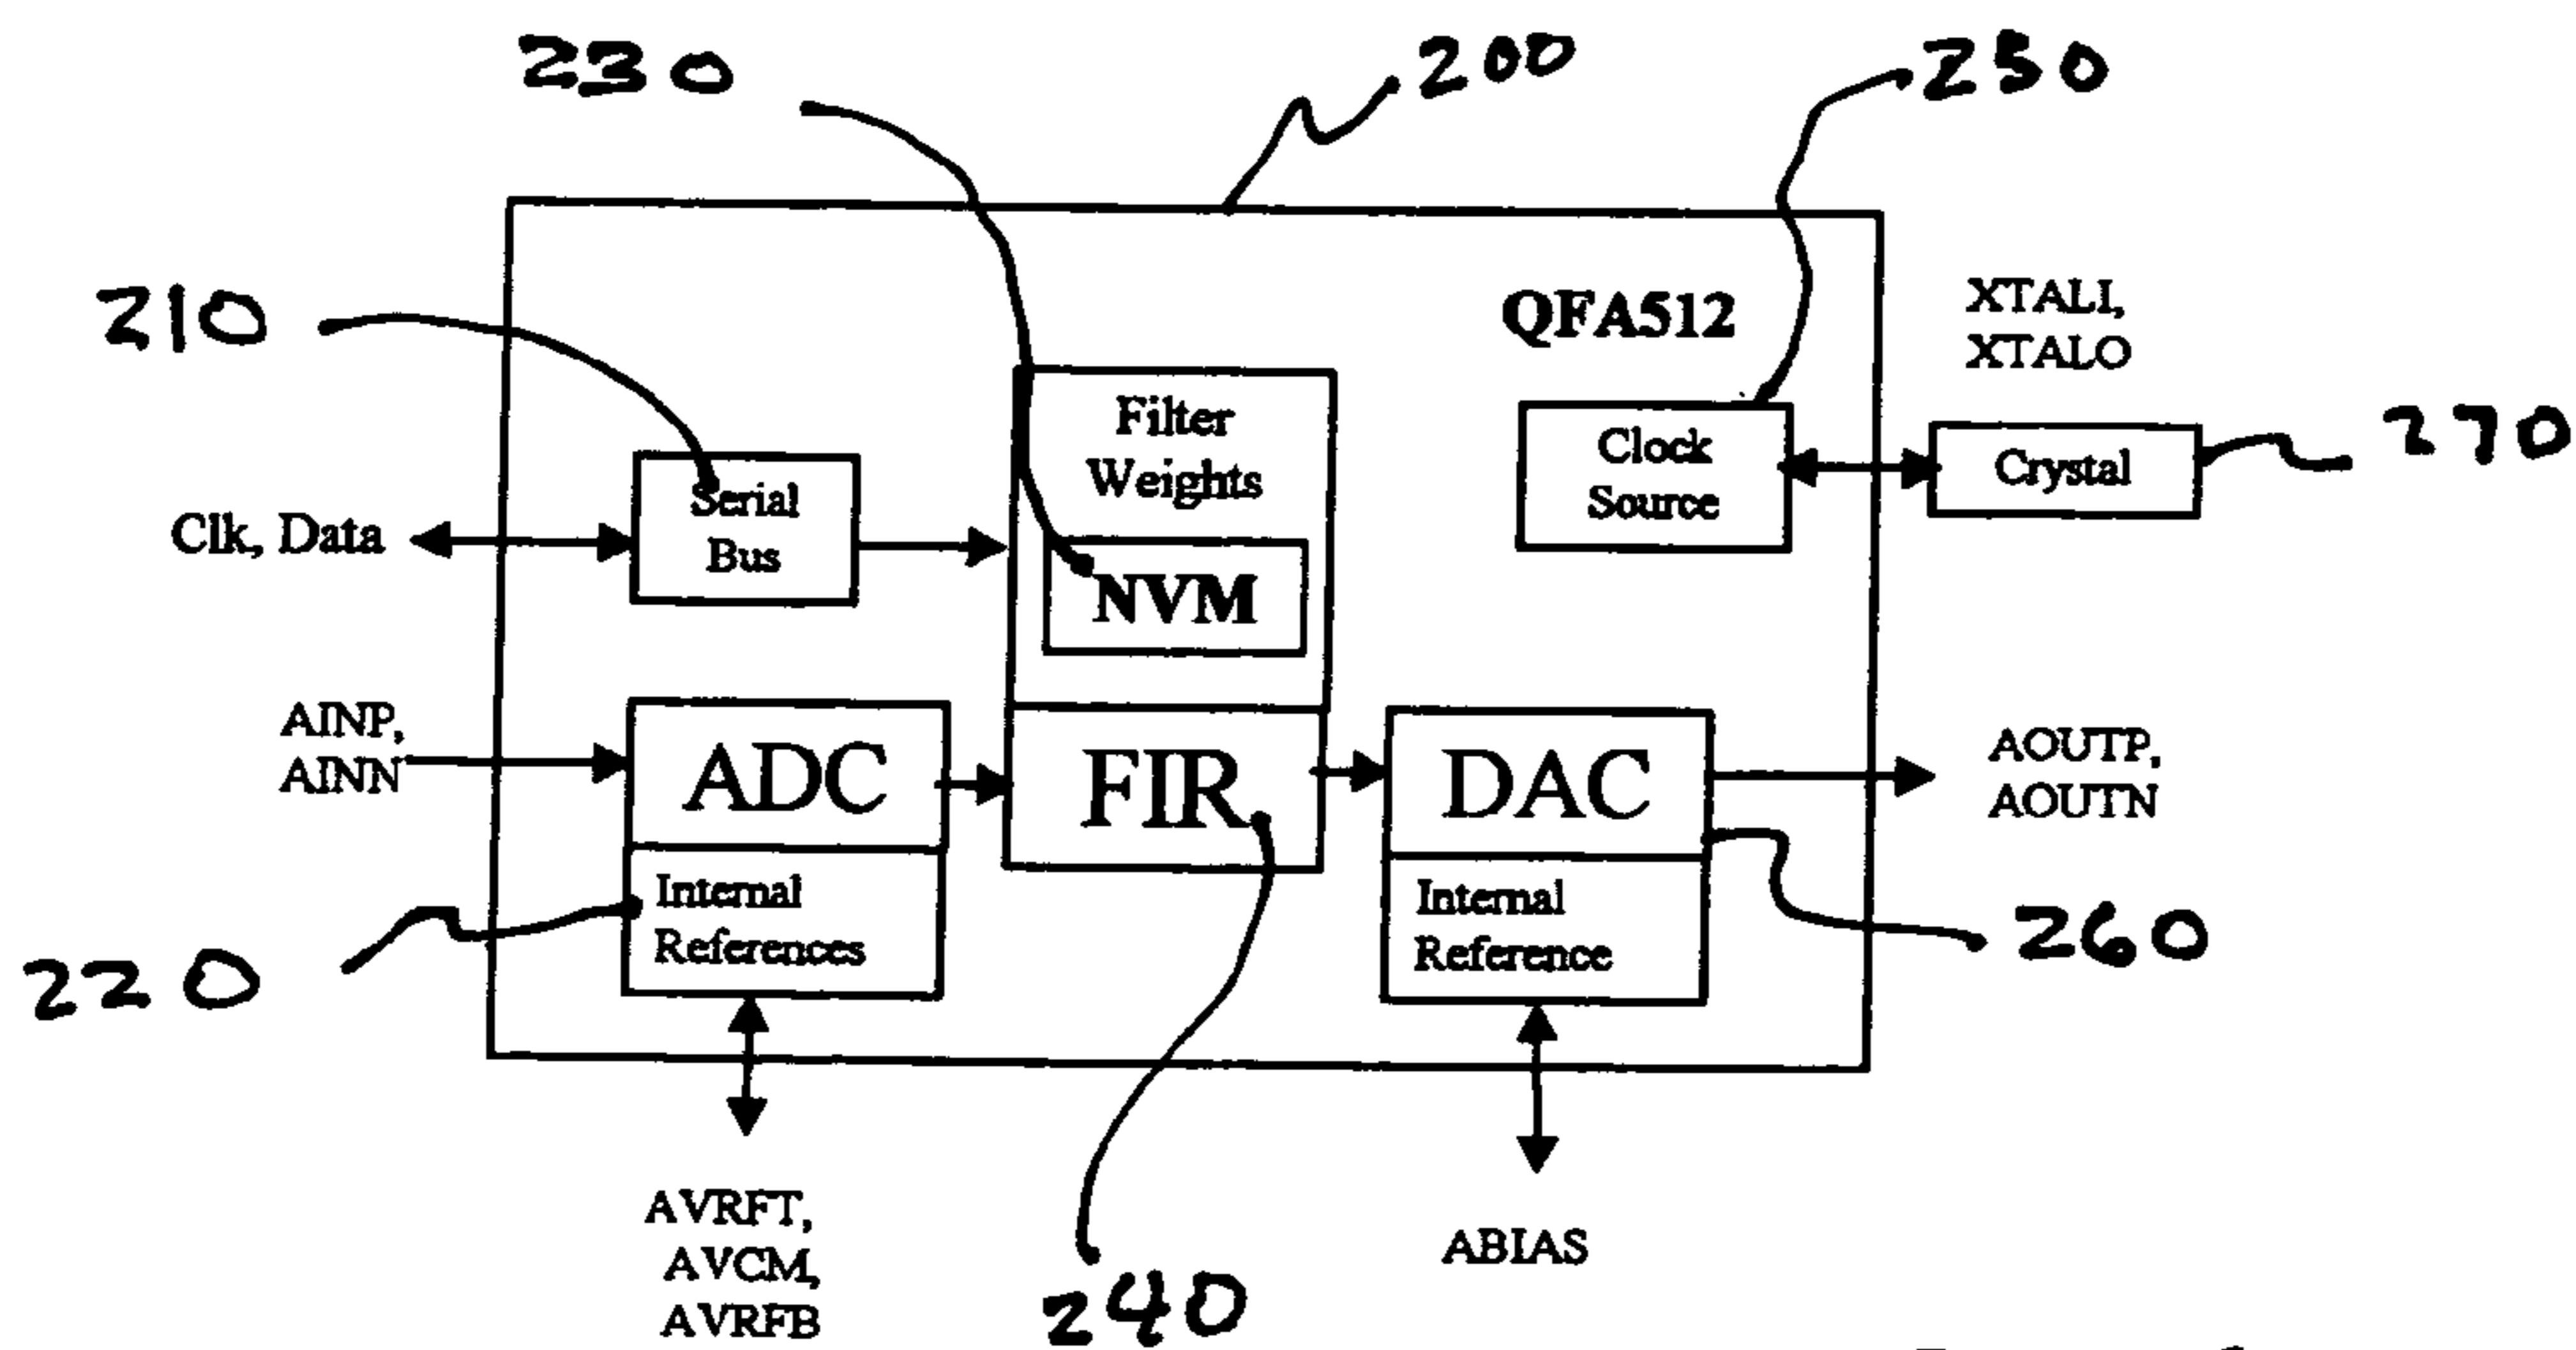 230
200
250
210
QFA512
XTALI,
XTALO
Filter
Weights
Clock
Source
Crystal
270
Serial
Bus
Clk, Data
NVM
AINP,
AINN
ADC
FIR
DAC
AOUTP,
AOUTN
Internal
References
Internal
Reference
220
260
AVRFT,
AVCM,
AVRFB
240
ABIAS